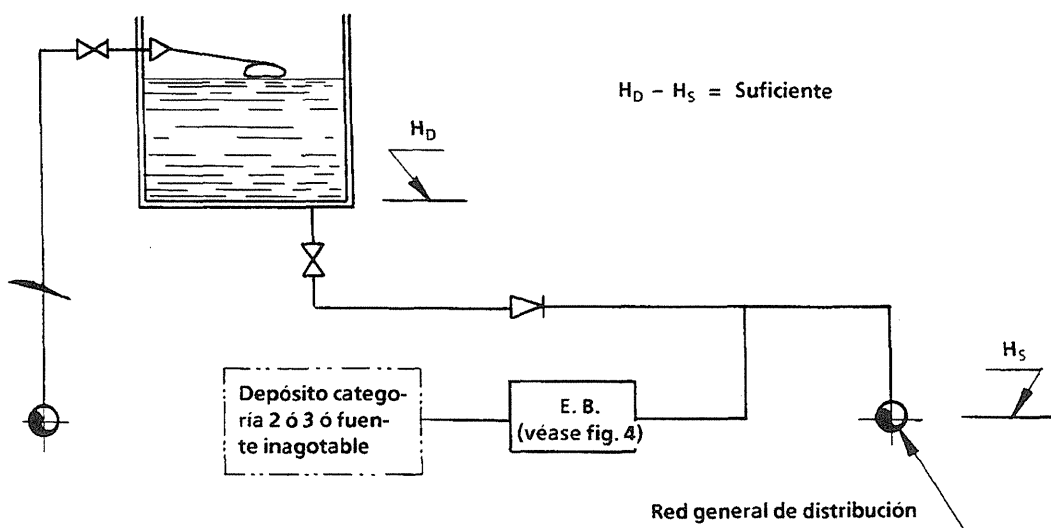 H_D – H_S = Suficiente
H_D
H_S
Depósito catego-
ría 2 ó 3 ó fuen-
te inagotable
E. B.
(véase fig. 4)
Red general de distribución